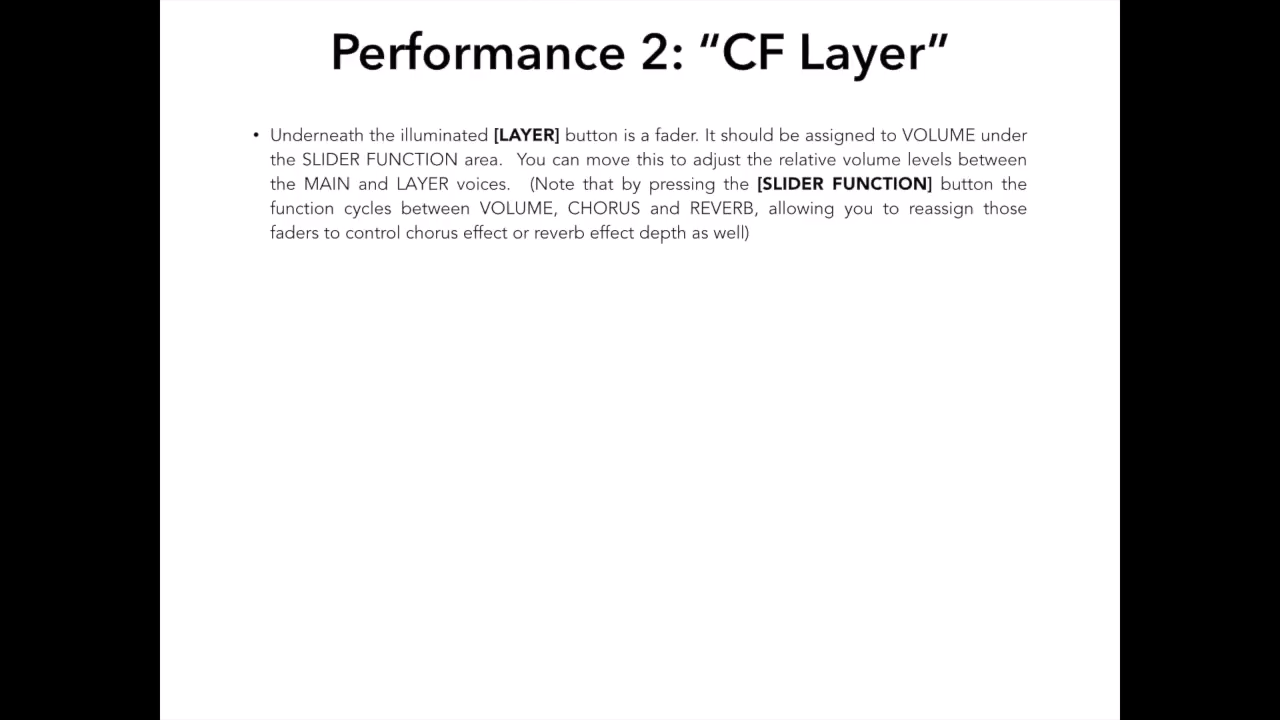 Performance 2: “CF Layer”
• Underneath the illuminated [LAYER] button is a fader. It should be assigned to VOLUME under
the SLIDER FUNCTION area.  You can move this to adjust the relative volume levels between
the MAIN and LAYER voices.  (Note that by pressing the [SLIDER FUNCTION] button the
function cycles between VOLUME, CHORUS and REVERB, allowing you to reassign those
faders to control chorus effect or reverb effect depth as well)